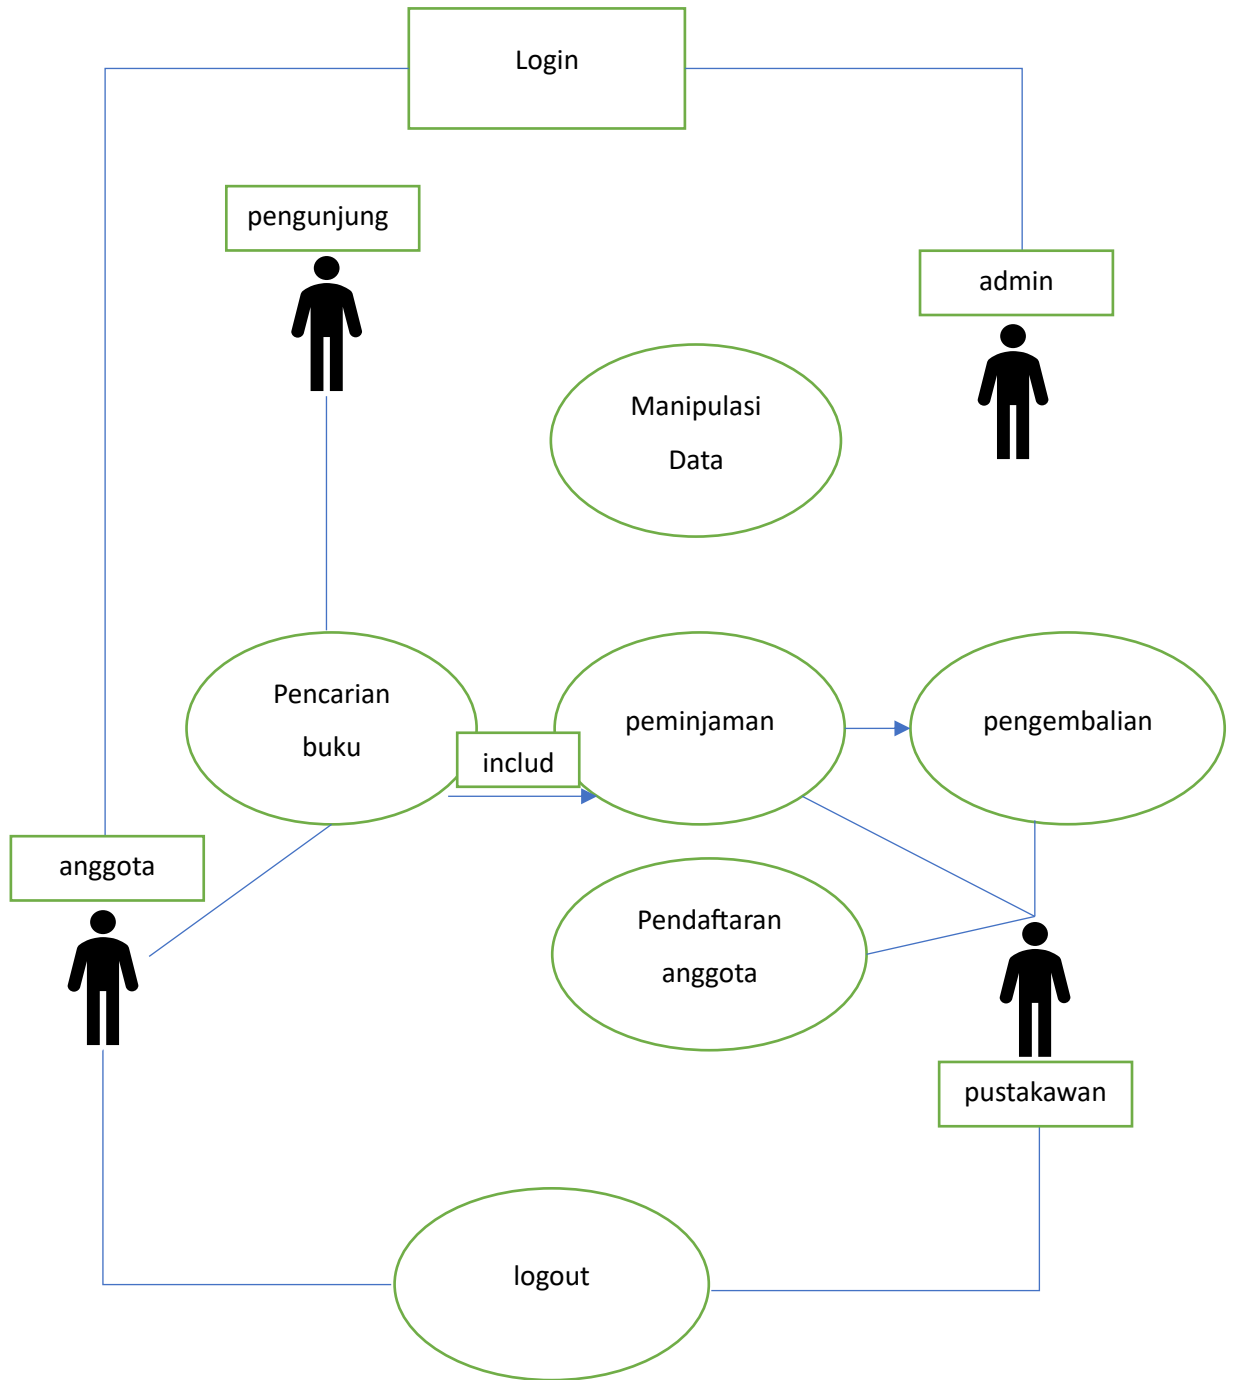 Login
pengunjung
admin
Manipulasi
Data
Pencarian
buku
includ
peminjaman
pengembalian
anggota
Pendaftaran
anggota
pustakawan
logout